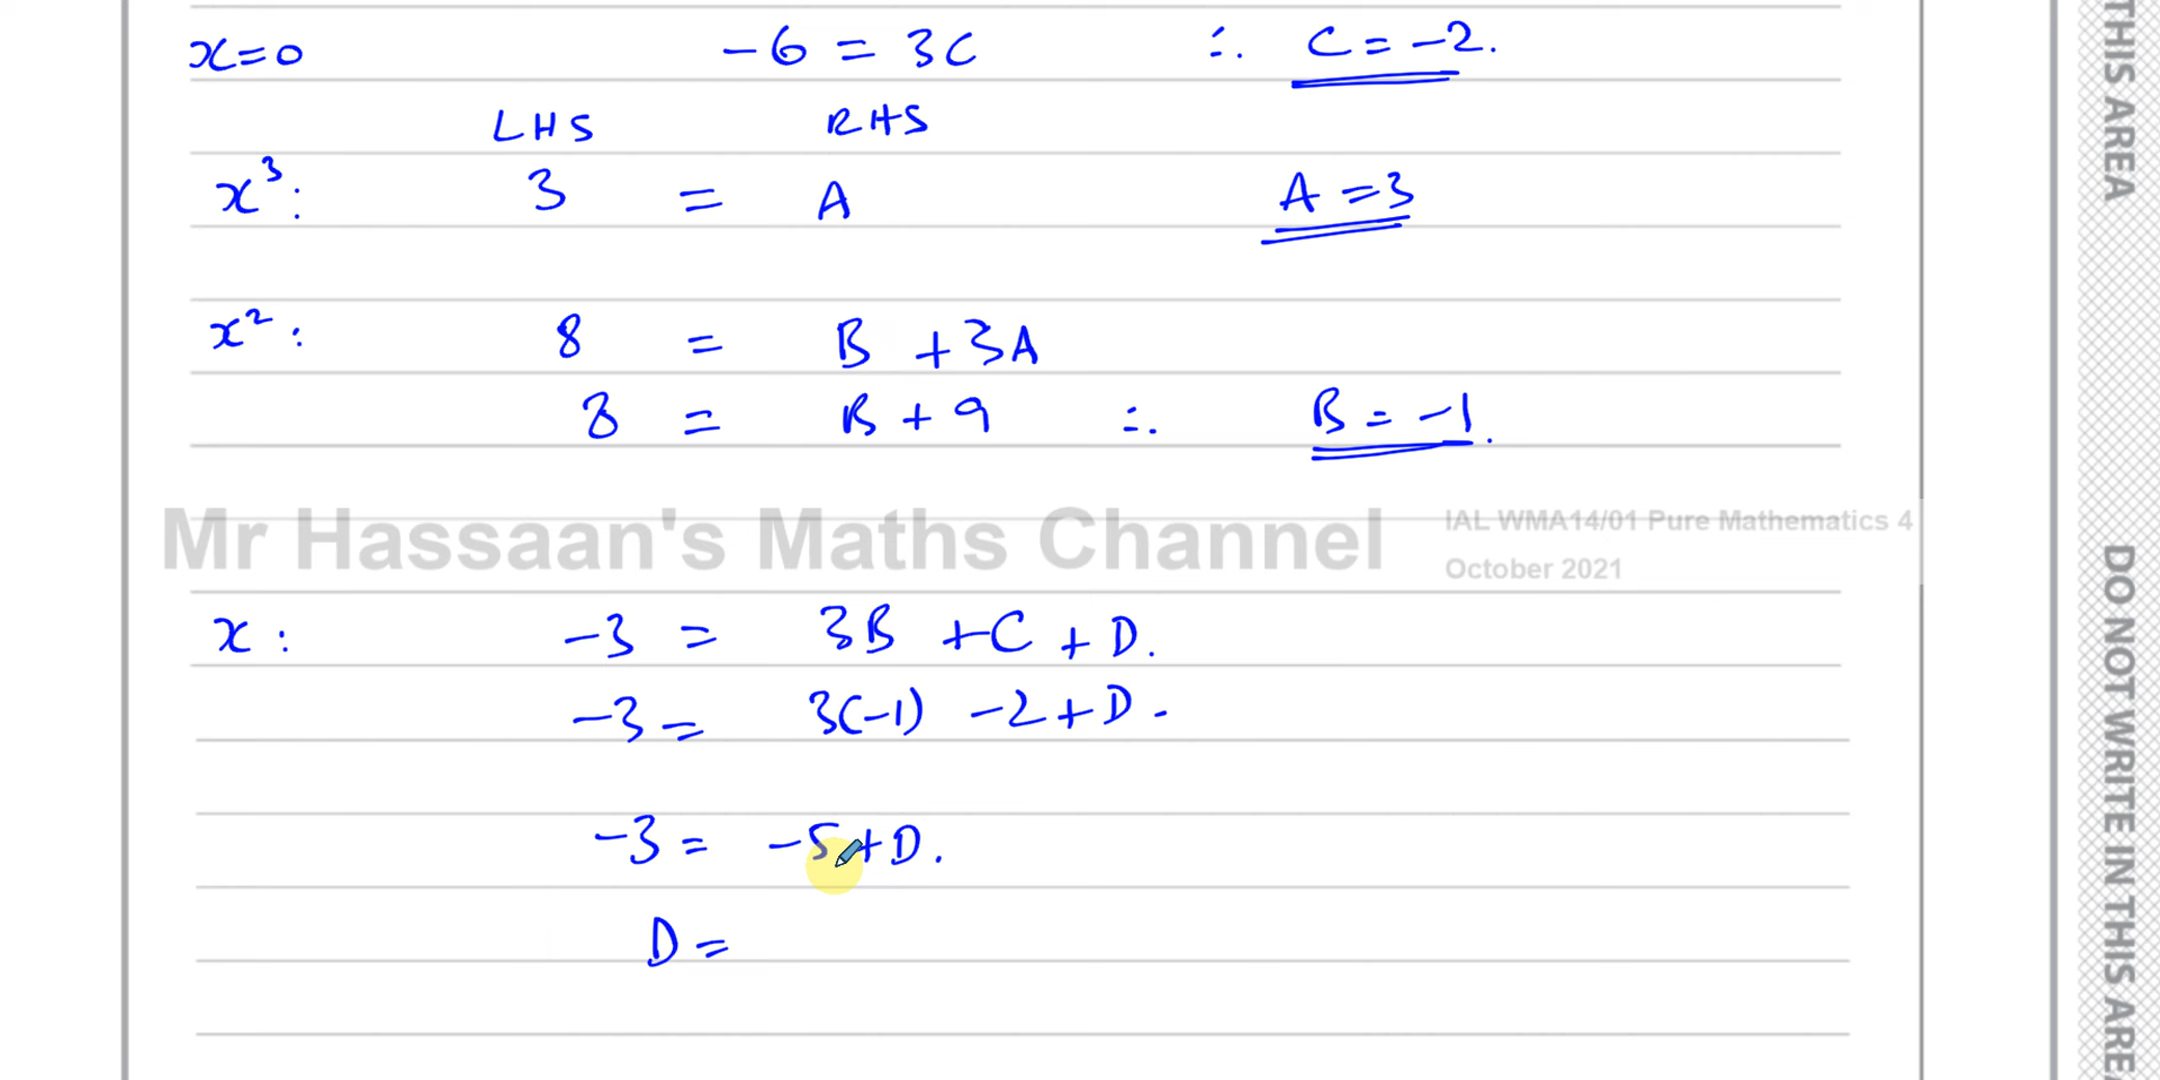 x=0 -6 = 3C ∴ C = -2.
LHS RHS
x³: 3 = A A = 3
x²: 8 = B + 3A
8 = B + 9 ∴ B = -1.
Mr Hassaan's Maths Channel
IAL WMA14/01 Pure Mathematics 4
October 2021
x: -3 = 3B + C + D.
-3 = 3(-1) -2 + D.
-3 = -5 + D.
D =
THIS AREA
DO NOT WRITE IN THIS AREA